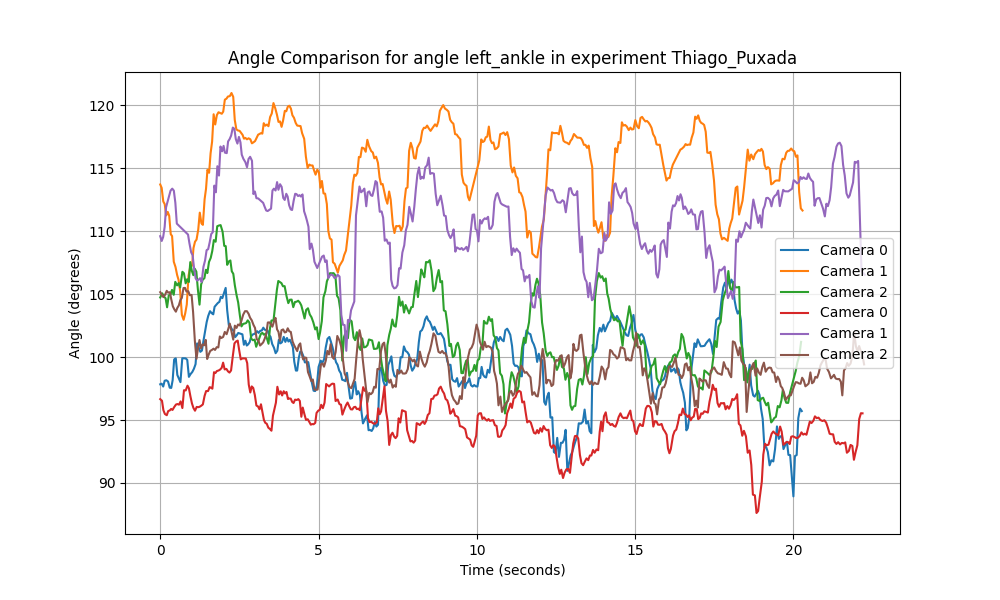 Angle Comparison for angle left_ankle in experiment Thiago_Puxada
Angle (degrees)
120
115
110
105
100
95
90
Camera 0
Camera 1
Camera 2
Camera 0
Camera 1
Camera 2
0 5 10 15 20
Time (seconds)